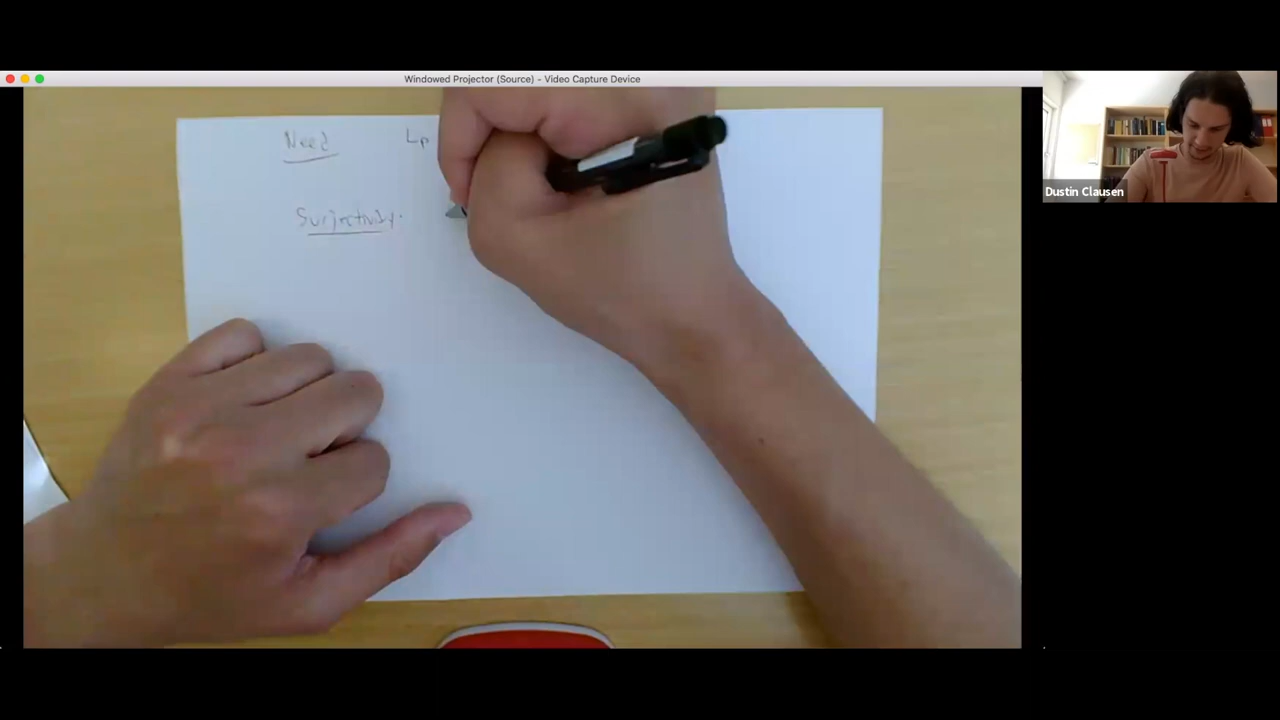 Windowed Projector (Source) – Video Capture Device
Need Lp
Surjectivity.
Dustin Clausen